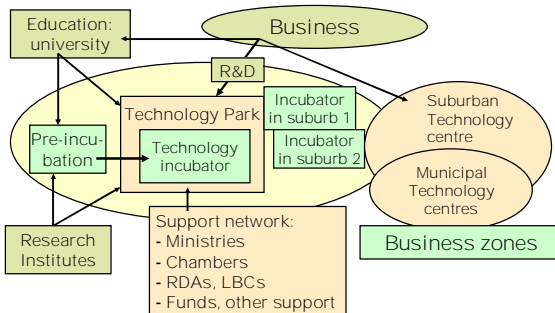 Education:
university
Business
R&D
Technology Park
Incubator
in suburb 1
Suburban
Technology
centre
Pre-incu-
bation
Technology
incubator
Incubator
in suburb 2
Municipal
Technology
centres
Research
Institutes
Support network:
- Ministries
- Chambers
- RDAs, LBCs
- Funds, other support
Business zones